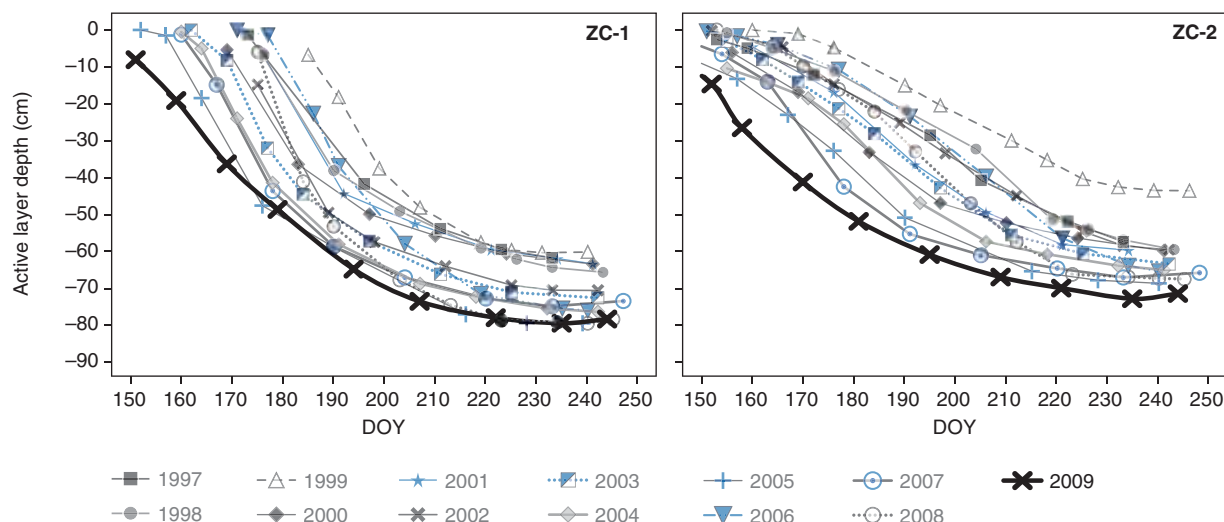 ZC-1
ZC-2
Active layer depth (cm)
0
–10
–20
–30
–40
–50
–60
–70
–80
–90
150 160 170 180 190 200 210 220 230 240 250
150 160 170 180 190 200 210 220 230 240 250
DOY
DOY
1997 1999 2001 2003 2005 2007 2009
1998 2000 2002 2004 2006 2008